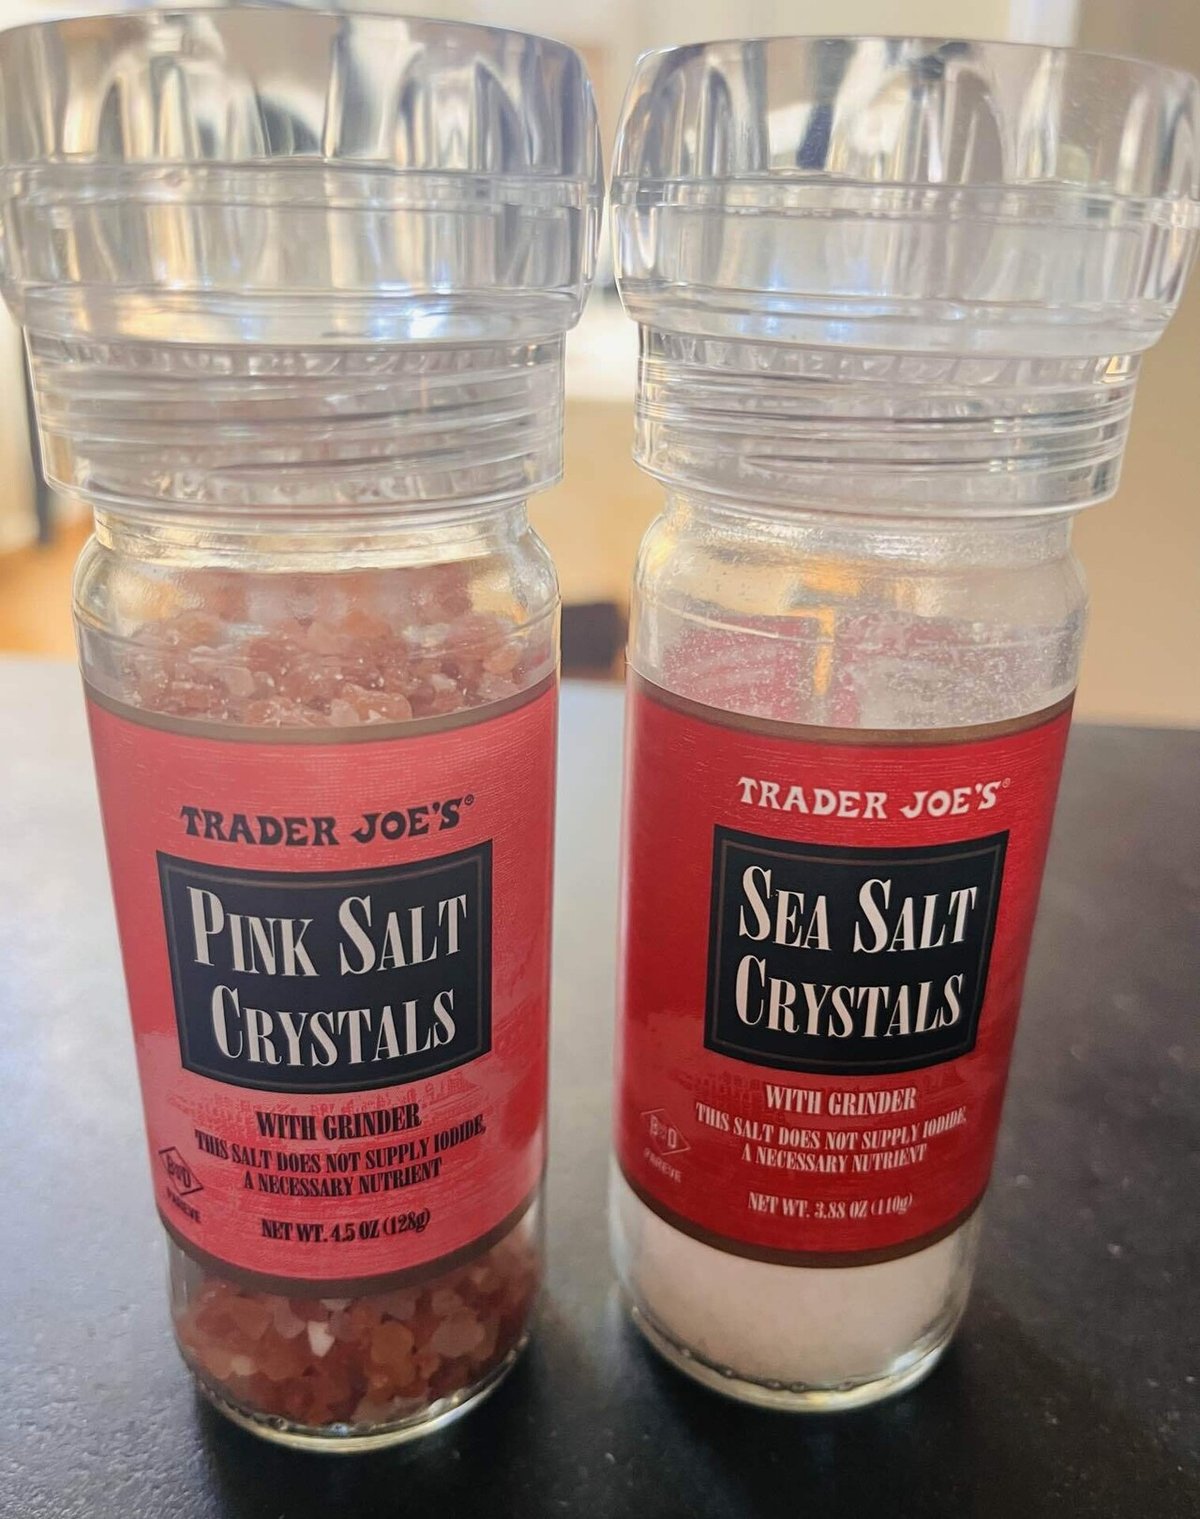 TRADER JOE'S®
PINK SALT
CRYSTALS
WITH GRINDER
THIS SALT DOES NOT SUPPLY IODIDE,
A NECESSARY NUTRIENT
PAREVE
NET WT. 4.5 OZ (128g)
TRADER JOE'S®
SEA SALT
CRYSTALS
WITH GRINDER
THIS SALT DOES NOT SUPPLY IODIDE,
A NECESSARY NUTRIENT
PAREVE
NET WT. 3.88 OZ (110g)